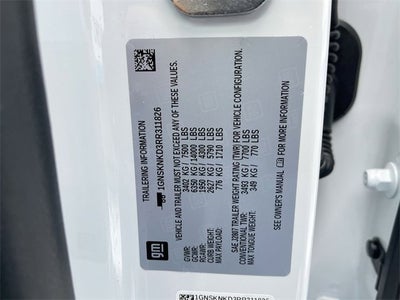 TRAILERING INFORMATION
1GNSKNKD3RR311826
VEHICLE AND TRAILER MUST NOT EXCEED ANY OF THESE VALUES.
GVWR: 3402 KG / 7500 LBS
GCWR: 6350 KG / 14000 LBS
RGAWR: 1950 KG / 4300 LBS
CURB WEIGHT: 2627 KG / 5790 LBS
MAX PAYLOAD: 776 KG / 1710 LBS
SAE J2807 TRAILER WEIGHT RATING (TWR) FOR VEHICLE CONFIGURATION.
CONVENTIONAL TWR: 3493 KG / 7700 LBS
MAX TONGUE WEIGHT: 349 KG / 770 LBS
SEE OWNER'S MANUAL FOR MORE INFORMATION
gm
1GNSKNKD3RR311826